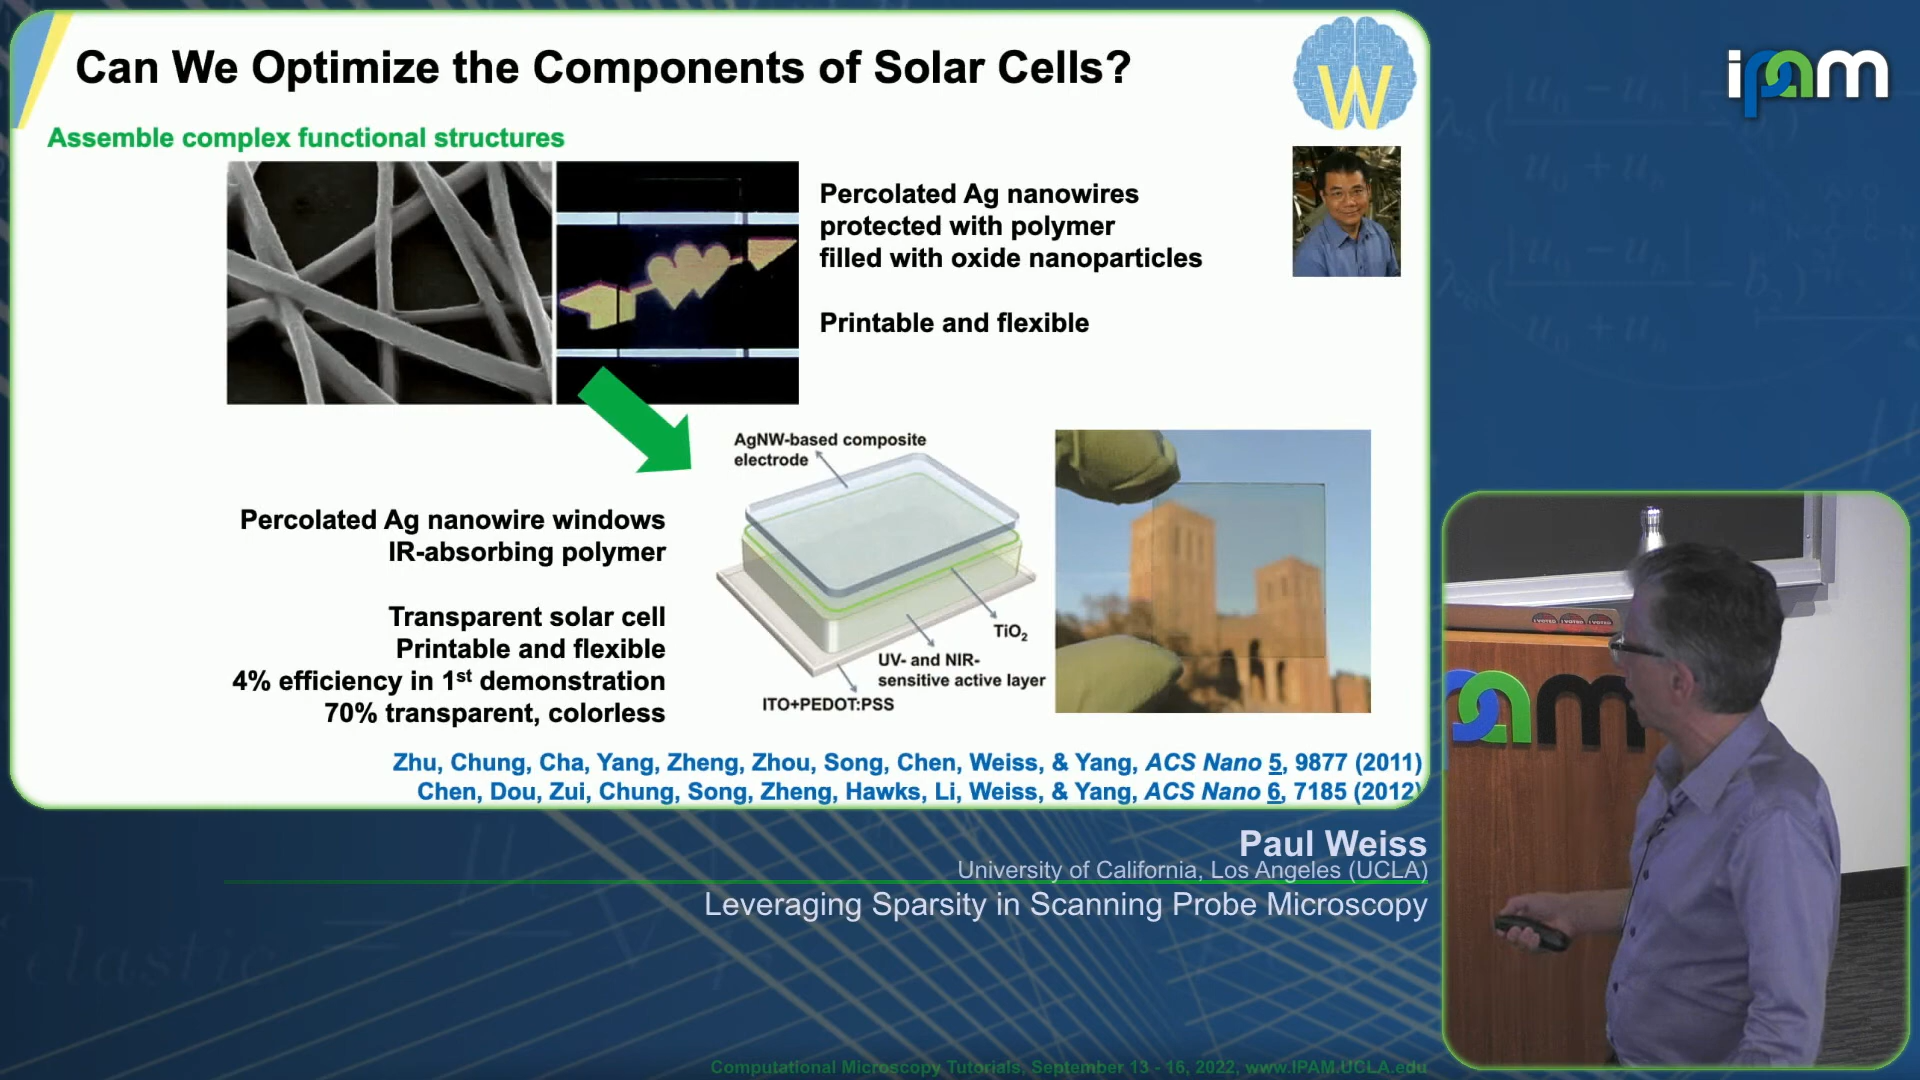 Can We Optimize the Components of Solar Cells?
W
ipam
Assemble complex functional structures
Percolated Ag nanowires
protected with polymer
filled with oxide nanoparticles
Printable and flexible
AgNW-based composite
electrode
Percolated Ag nanowire windows
IR-absorbing polymer
Transparent solar cell
Printable and flexible
4% efficiency in 1st demonstration
70% transparent, colorless
TiO2
UV- and NIR-
sensitive active layer
ITO+PEDOT:PSS
Zhu, Chung, Cha, Yang, Zheng, Zhou, Song, Chen, Weiss, & Yang, ACS Nano 5, 9877 (2011)
Chen, Dou, Zui, Chung, Song, Zheng, Hawks, Li, Weiss, & Yang, ACS Nano 6, 7185 (2012)
Paul Weiss
University of California, Los Angeles (UCLA)
Leveraging Sparsity in Scanning Probe Microscopy
Computational Microscopy Tutorials, September 13 - 16, 2022, www.IPAM.UCLA.edu
elastic